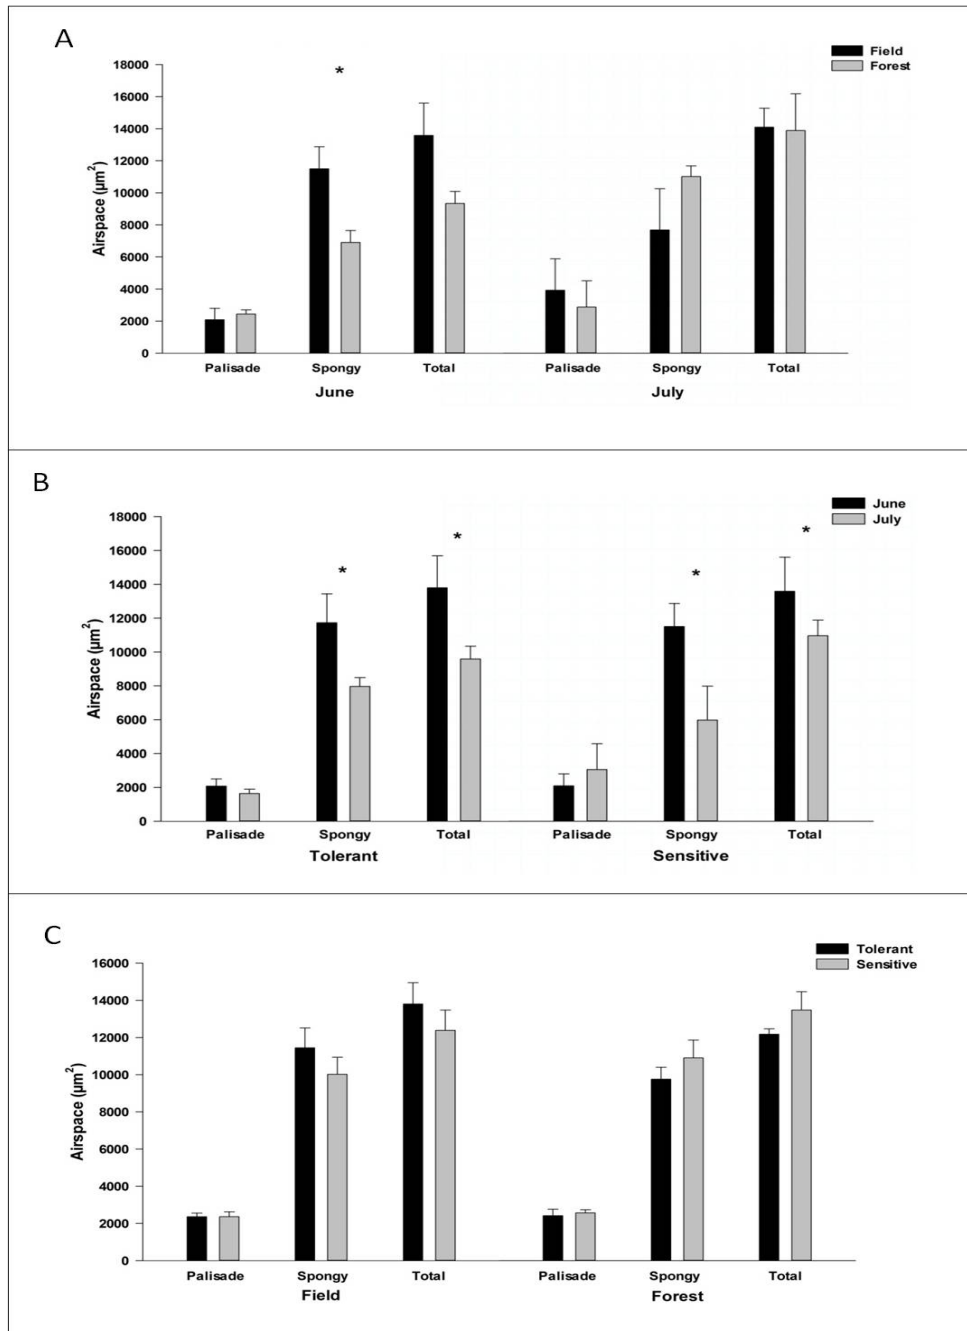 A
Field
Forest
*
18000
16000
14000
12000
10000
8000
6000
4000
2000
0
Airspace (µm²)
Palisade Spongy Total Palisade Spongy Total
June July
B
June
July
* * * *
18000
16000
14000
12000
10000
8000
6000
4000
2000
0
Airspace (µm²)
Palisade Spongy Total Palisade Spongy Total
Tolerant Sensitive
C
Tolerant
Sensitive
16000
14000
12000
10000
8000
6000
4000
2000
0
Airspace (µm²)
Palisade Spongy Total Palisade Spongy Total
Field Forest